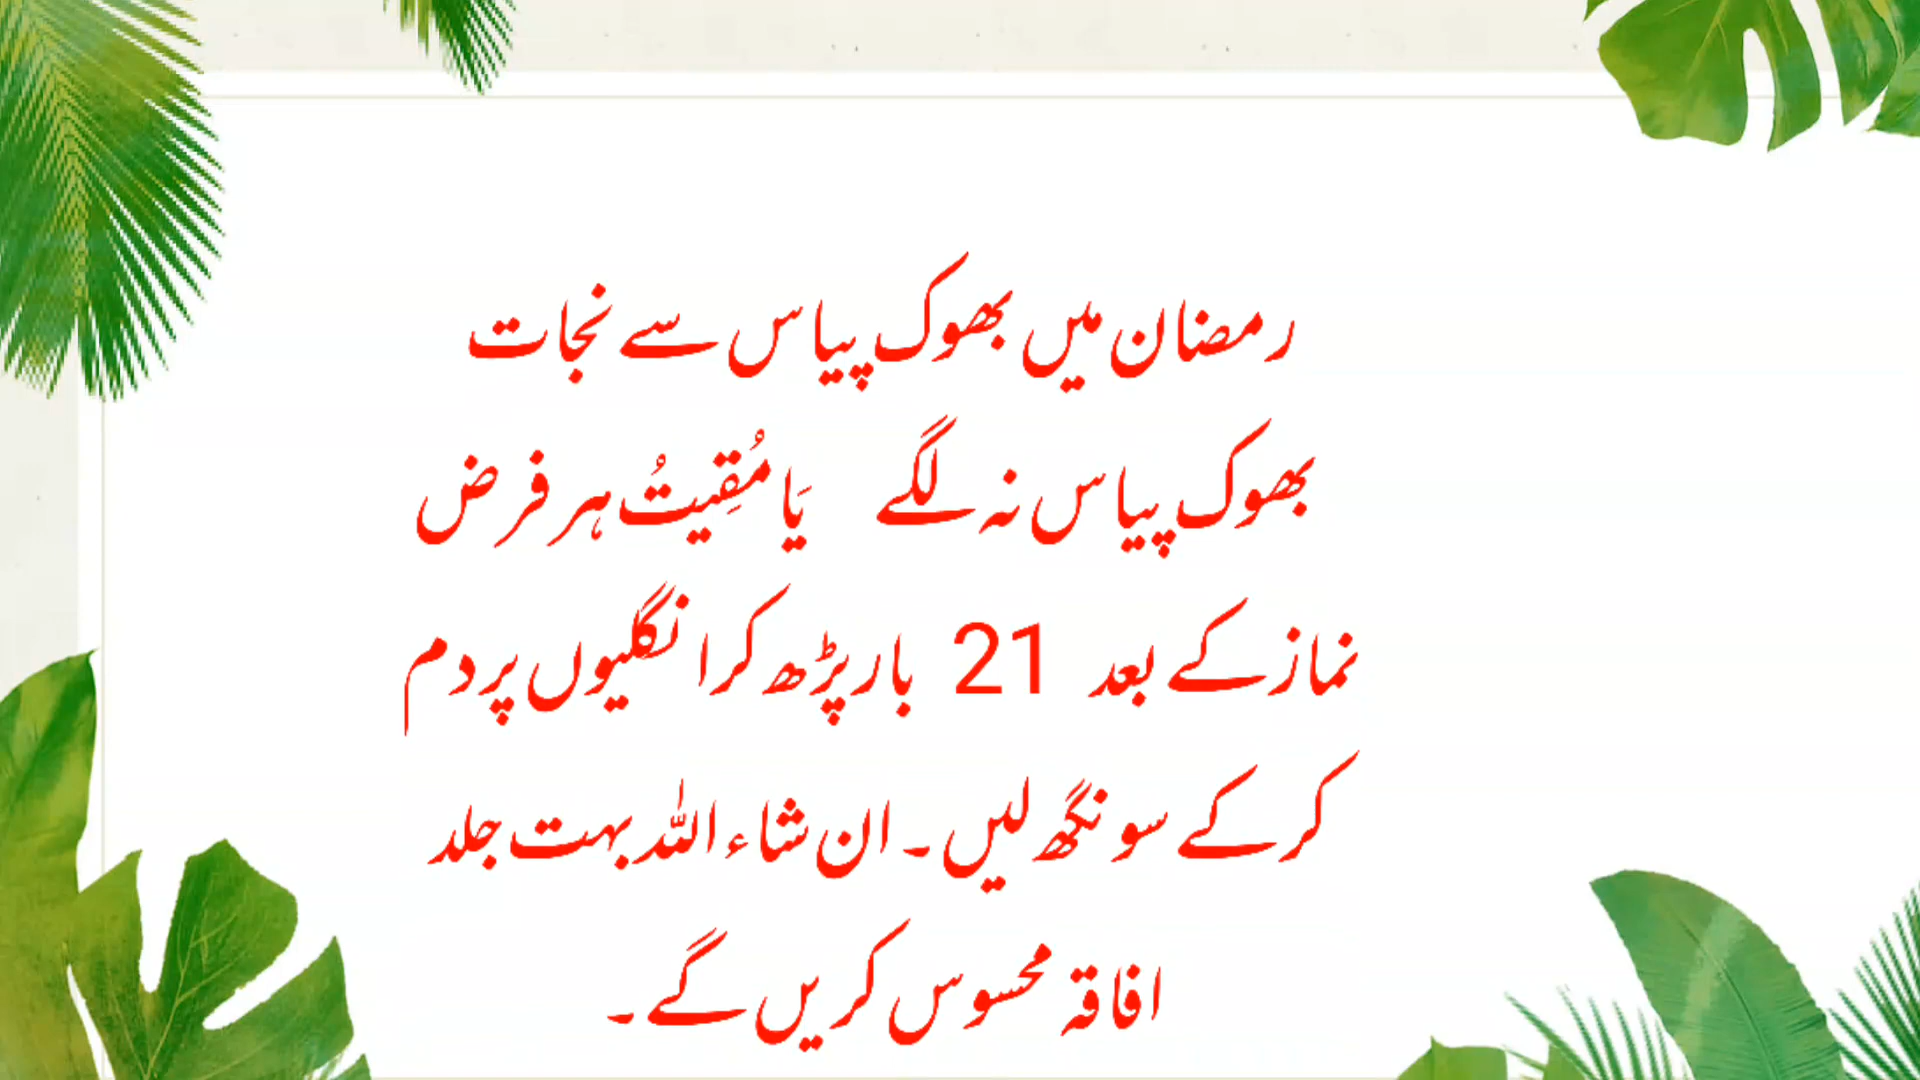 رمضان میں بھوک پیاس سے نجات
بھوک پیاس نہ لگے یَا مُقِیتُ ہر فرض
نماز کے بعد 21 بار پڑھ کر انگلیوں پر دم
کر کے سونگھ لیں۔ ان شاء اللہ بہت جلد
افاقہ محسوس کریں گے۔